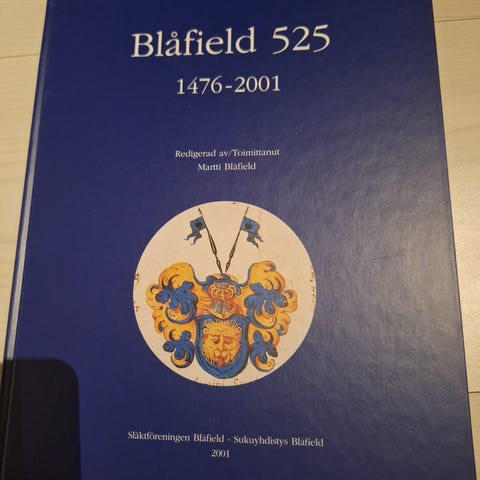 Blåfield 525
1476-2001
Redigerad av/Toimittanut
Martti Blåfield
Släktföreningen Blåfield - Sukuyhdistys Blåfield
2001